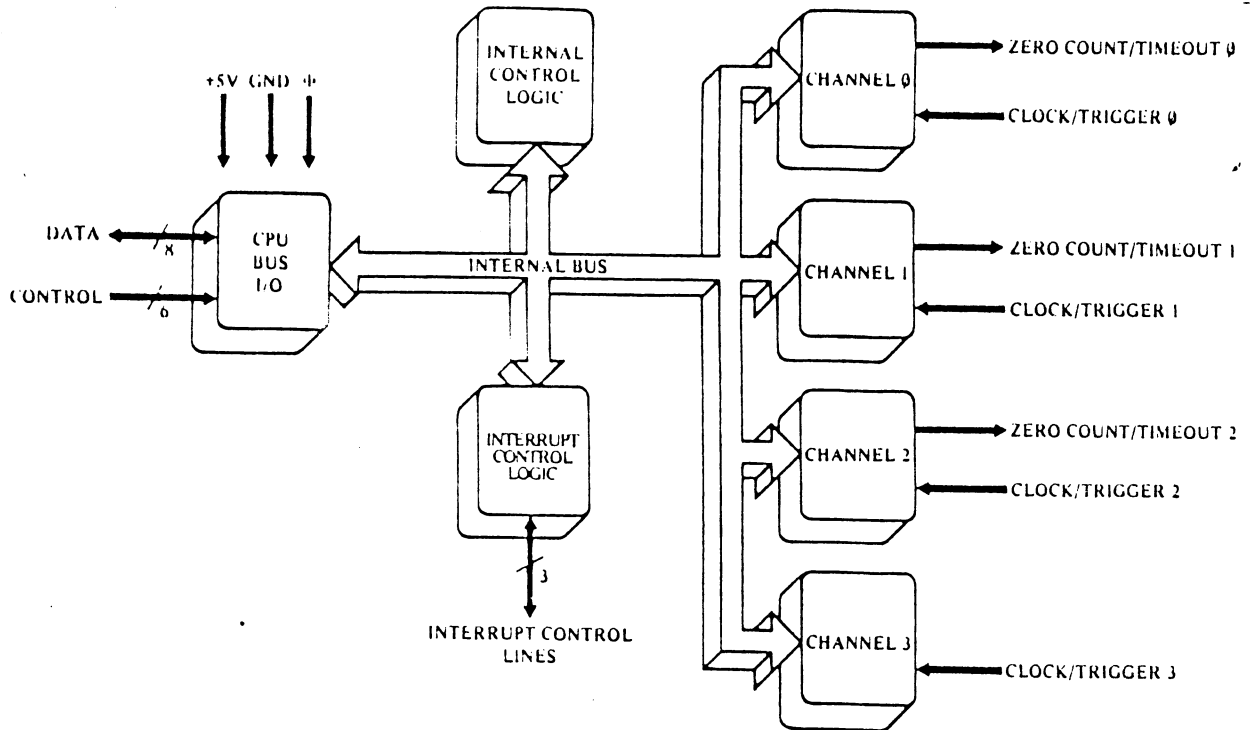 +5V GND Φ
DATA
8
CONTROL
6
CPU
BUS
I/O
INTERNAL
CONTROL
LOGIC
INTERNAL BUS
INTERRUPT
CONTROL
LOGIC
3
INTERRUPT CONTROL
LINES
CHANNEL 0
ZERO COUNT/TIMEOUT 0
CLOCK/TRIGGER 0
CHANNEL 1
ZERO COUNT/TIMEOUT 1
CLOCK/TRIGGER 1
CHANNEL 2
ZERO COUNT/TIMEOUT 2
CLOCK/TRIGGER 2
CHANNEL 3
CLOCK/TRIGGER 3